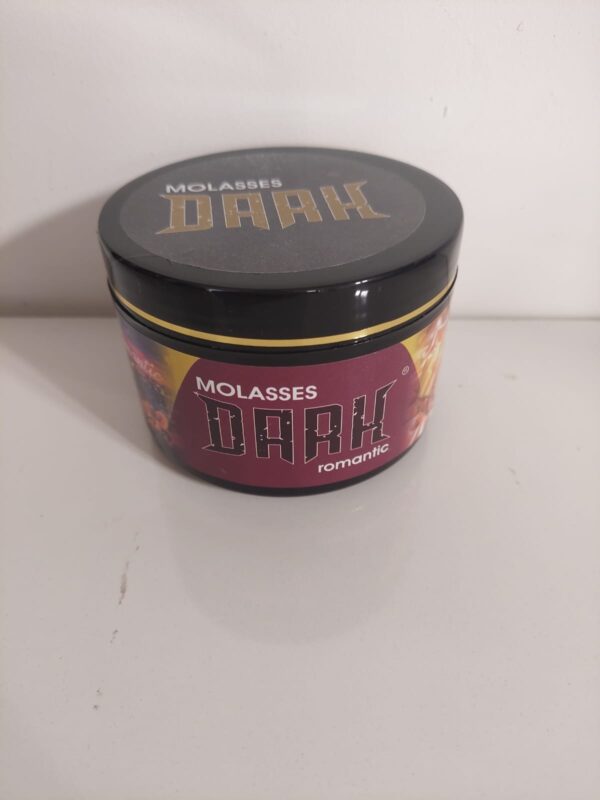 MOLASSES
DARK
MOLASSES
DARK
®
romantic